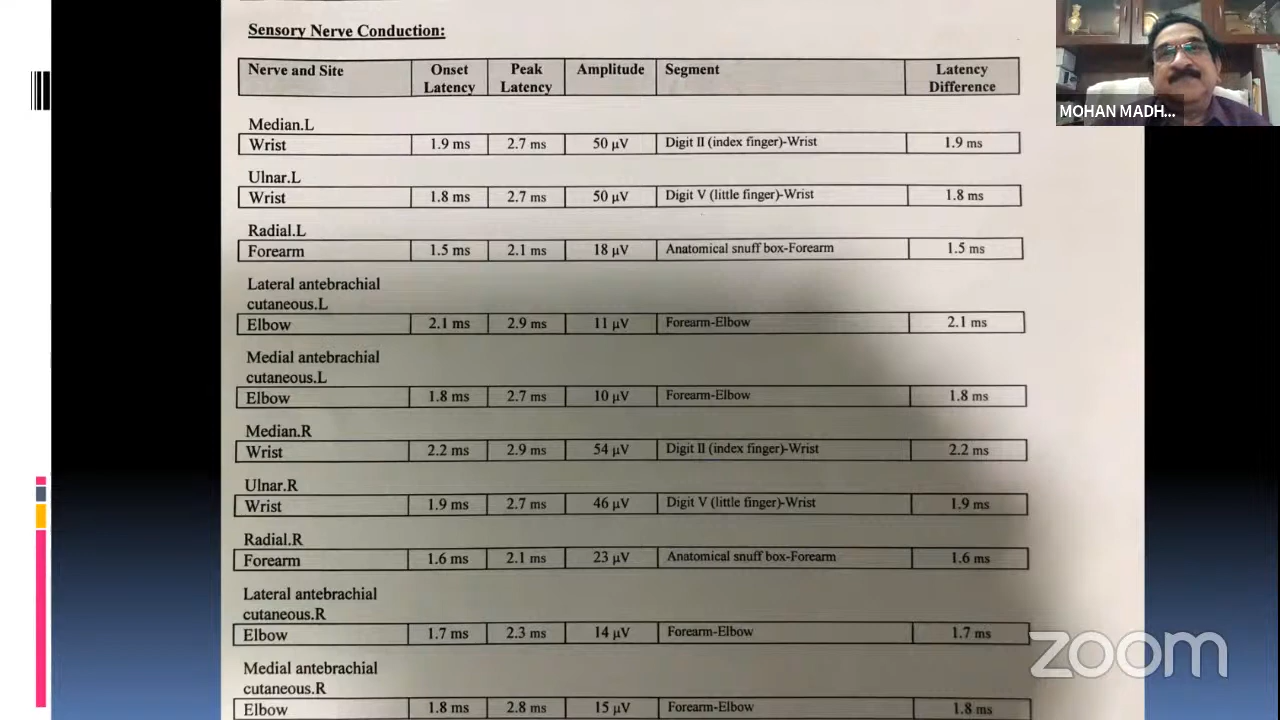 Sensory Nerve Conduction:
Nerve and Site Onset Latency Peak Latency Amplitude Segment Latency Difference
Median.L
Wrist 1.9 ms 2.7 ms 50 µV Digit II (index finger)-Wrist 1.9 ms
Ulnar.L
Wrist 1.8 ms 2.7 ms 50 µV Digit V (little finger)-Wrist 1.8 ms
Radial.L
Forearm 1.5 ms 2.1 ms 18 µV Anatomical snuff box-Forearm 1.5 ms
Lateral antebrachial
cutaneous.L
Elbow 2.1 ms 2.9 ms 11 µV Forearm-Elbow 2.1 ms
Medial antebrachial
cutaneous.L
Elbow 1.8 ms 2.7 ms 10 µV Forearm-Elbow 1.8 ms
Median.R
Wrist 2.2 ms 2.9 ms 54 µV Digit II (index finger)-Wrist 2.2 ms
Ulnar.R
Wrist 1.9 ms 2.7 ms 46 µV Digit V (little finger)-Wrist 1.9 ms
Radial.R
Forearm 1.6 ms 2.1 ms 23 µV Anatomical snuff box-Forearm 1.6 ms
Lateral antebrachial
cutaneous.R
Elbow 1.7 ms 2.3 ms 14 µV Forearm-Elbow 1.7 ms
Medial antebrachial
cutaneous.R
Elbow 1.8 ms 2.8 ms 15 µV Forearm-Elbow 1.8 ms
MOHAN MADH...
zoom